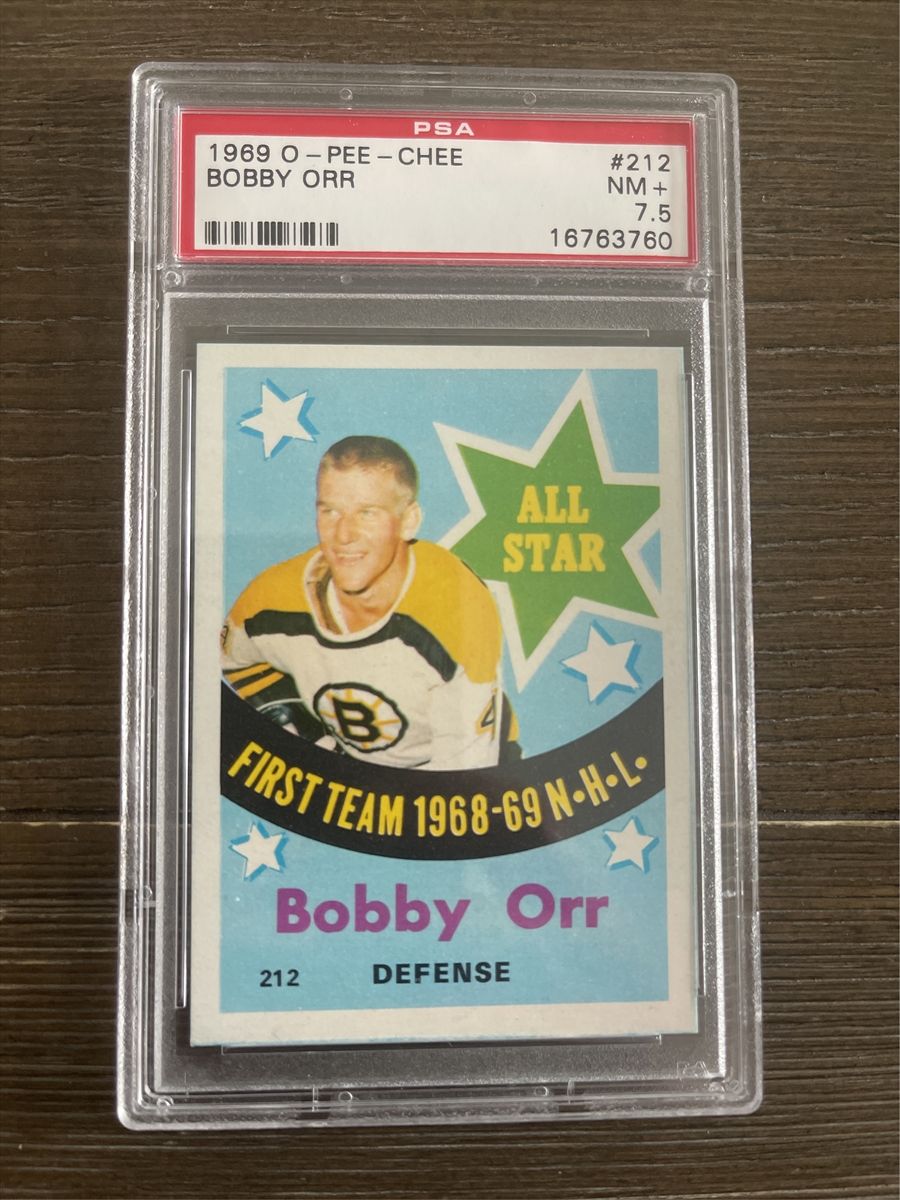 PSA
1969 O-PEE-CHEE
#212
BOBBY ORR
NM+
7.5
16763760
ALL
STAR
B
4
FIRST TEAM 1968-69 N•H•L•
Bobby Orr
212
DEFENSE